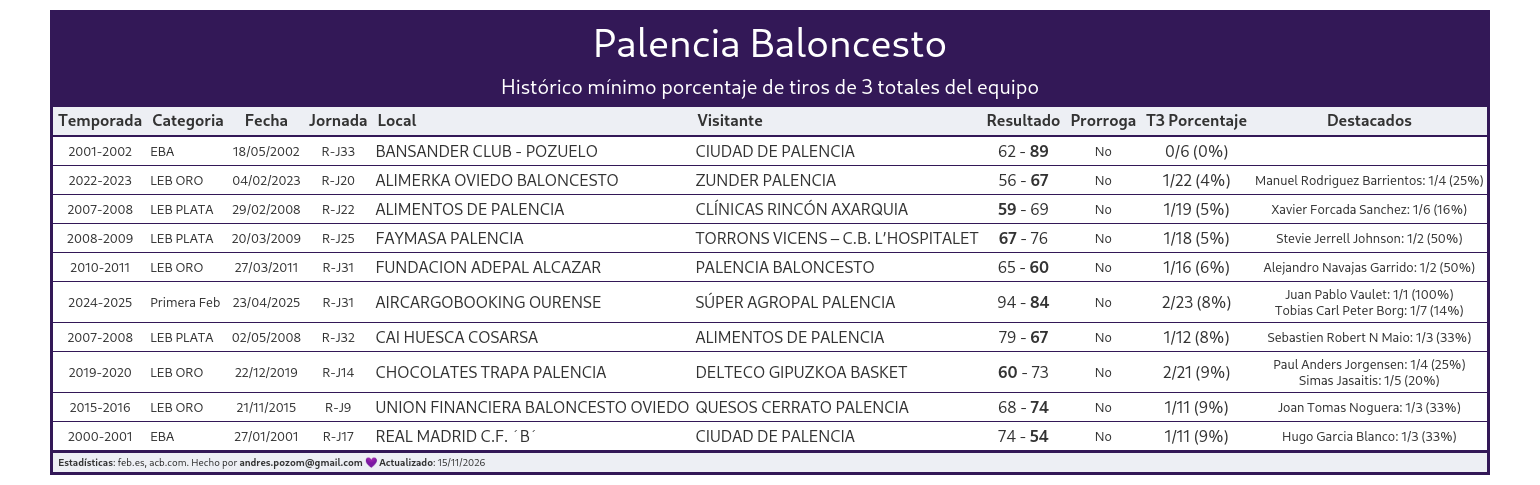 Palencia Baloncesto
Histórico mínimo porcentaje de tiros de 3 totales del equipo
Temporada Categoria Fecha Jornada Local Visitante Resultado Prorroga T3 Porcentaje Destacados
2001-2002 EBA 18/05/2002 R-J33 BANSANDER CLUB - POZUELO CIUDAD DE PALENCIA 62 - 89 No 0/6 (0%)
2022-2023 LEB ORO 04/02/2023 R-J20 ALIMERKA OVIEDO BALONCESTO ZUNDER PALENCIA 56 - 67 No 1/22 (4%) Manuel Rodriguez Barrientos: 1/4 (25%)
2007-2008 LEB PLATA 29/02/2008 R-J22 ALIMENTOS DE PALENCIA CLÍNICAS RINCÓN AXARQUIA 59 - 69 No 1/19 (5%) Xavier Forcada Sanchez: 1/6 (16%)
2008-2009 LEB PLATA 20/03/2009 R-J25 FAYMASA PALENCIA TORRONS VICENS – C.B. L’HOSPITALET 67 - 76 No 1/18 (5%) Stevie Jerrell Johnson: 1/2 (50%)
2010-2011 LEB ORO 27/03/2011 R-J31 FUNDACION ADEPAL ALCAZAR PALENCIA BALONCESTO 65 - 60 No 1/16 (6%) Alejandro Navajas Garrido: 1/2 (50%)
2024-2025 Primera Feb 23/04/2025 R-J31 AIRCARGOBOOKING OURENSE SÚPER AGROPAL PALENCIA 94 - 84 No 2/23 (8%) Juan Pablo Vaulet: 1/1 (100%)
Tobias Carl Peter Borg: 1/7 (14%)
2007-2008 LEB PLATA 02/05/2008 R-J32 CAI HUESCA COSARSA ALIMENTOS DE PALENCIA 79 - 67 No 1/12 (8%) Sebastien Robert N Maio: 1/3 (33%)
2019-2020 LEB ORO 22/12/2019 R-J14 CHOCOLATES TRAPA PALENCIA DELTECO GIPUZKOA BASKET 60 - 73 No 2/21 (9%) Paul Anders Jorgensen: 1/4 (25%)
Simas Jasaitis: 1/5 (20%)
2015-2016 LEB ORO 21/11/2015 R-J9 UNION FINANCIERA BALONCESTO OVIEDO QUESOS CERRATO PALENCIA 68 - 74 No 1/11 (9%) Joan Tomas Noguera: 1/3 (33%)
2000-2001 EBA 27/01/2001 R-J17 REAL MADRID C.F. ´B´ CIUDAD DE PALENCIA 74 - 54 No 1/11 (9%) Hugo Garcia Blanco: 1/3 (33%)
Estadísticas: feb.es, acb.com. Hecho por andres.pozom@gmail.com 💜 Actualizado: 15/11/2026